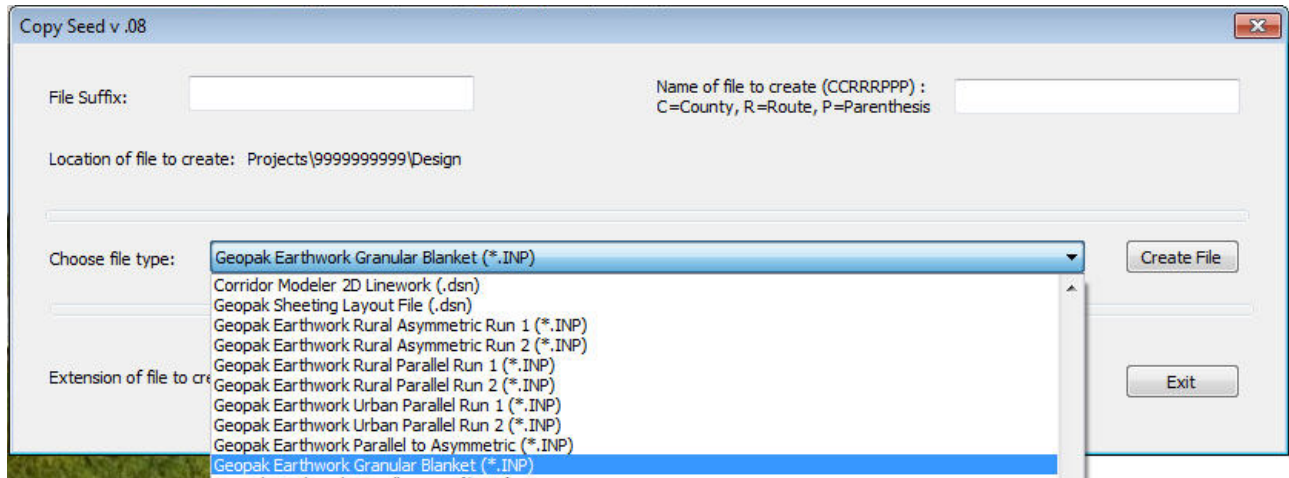 Copy Seed v .08
File Suffix:
Name of file to create (CCRRRPPP) :
C=County, R=Route, P=Parenthesis
Location of file to create: Projects\9999999999\Design
Choose file type:
Geopak Earthwork Granular Blanket (*.INP)
Create File
Corridor Modeler 2D Linework (.dsn)
Geopak Sheeting Layout File (.dsn)
Geopak Earthwork Rural Asymmetric Run 1 (*.INP)
Geopak Earthwork Rural Asymmetric Run 2 (*.INP)
Geopak Earthwork Rural Parallel Run 1 (*.INP)
Geopak Earthwork Rural Parallel Run 2 (*.INP)
Geopak Earthwork Urban Parallel Run 1 (*.INP)
Geopak Earthwork Urban Parallel Run 2 (*.INP)
Geopak Earthwork Parallel to Asymmetric (*.INP)
Geopak Earthwork Granular Blanket (*.INP)
Extension of file to cre
Exit